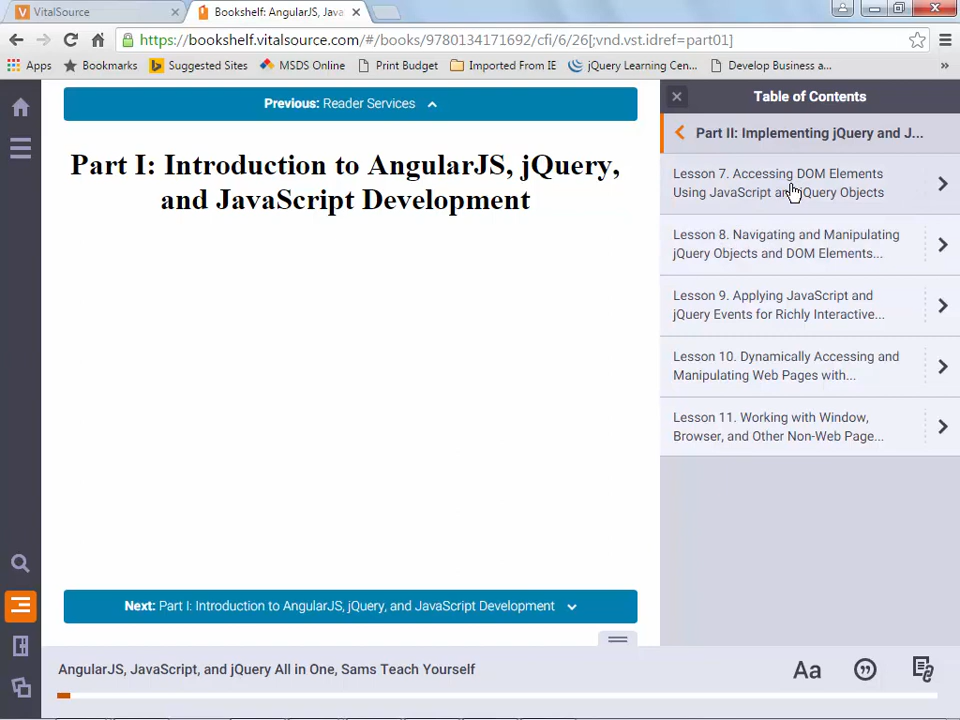 VitalSource
Bookshelf: AngularJS, Java
https://bookshelf.vitalsource.com/#/books/9780134171692/cfi/6/26[;vnd.vst.idref=part01]
Apps Bookmarks Suggested Sites MSDS Online Print Budget Imported From IE jQuery Learning Cen... Develop Business a... »
Previous: Reader Services
Part I: Introduction to AngularJS, jQuery,
and JavaScript Development
Next: Part I: Introduction to AngularJS, jQuery, and JavaScript Development
Table of Contents
Part II: Implementing jQuery and J...
Lesson 7. Accessing DOM Elements
Using JavaScript and jQuery Objects
Lesson 8. Navigating and Manipulating
jQuery Objects and DOM Elements...
Lesson 9. Applying JavaScript and
jQuery Events for Richly Interactive...
Lesson 10. Dynamically Accessing and
Manipulating Web Pages with...
Lesson 11. Working with Window,
Browser, and Other Non-Web Page...
AngularJS, JavaScript, and jQuery All in One, Sams Teach Yourself
Aa